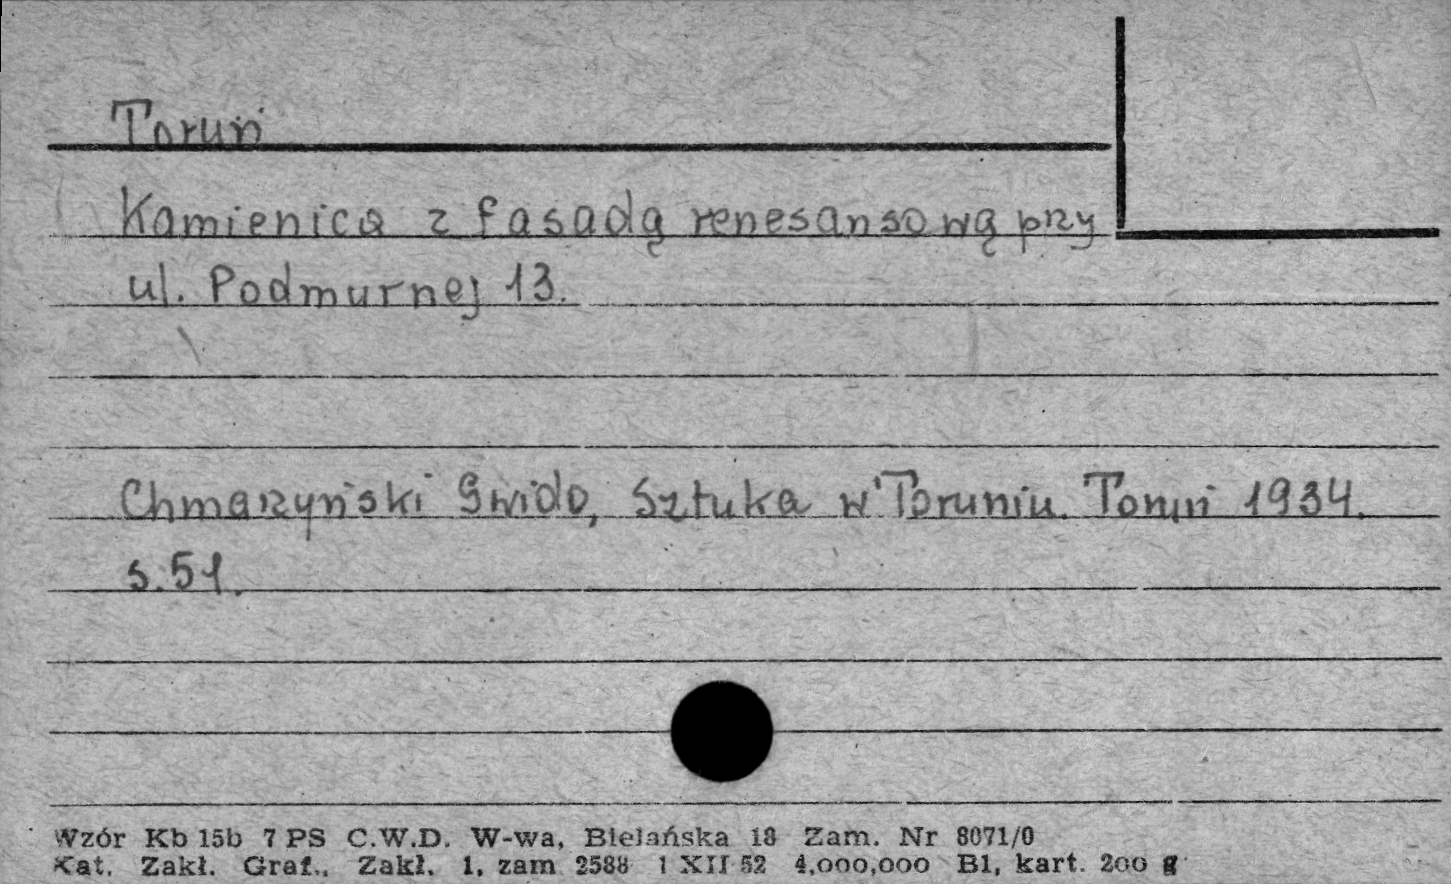 Toruń
Kamienica z fasadą renesansową przy
ul. Podmurnej 13.
Chmarzyński Gwido, Sztuka w Toruniu. Toruń 1934.
s. 51.
Wzór Kb 15b 7 PS C.W.D. W-wa, Bielańska 18 Zam. Nr 8071/0
Kat. Zakł. Graf., Zakł. 1, zam 2588 1 XII 52 4,000,000 B1, kart. 200 g